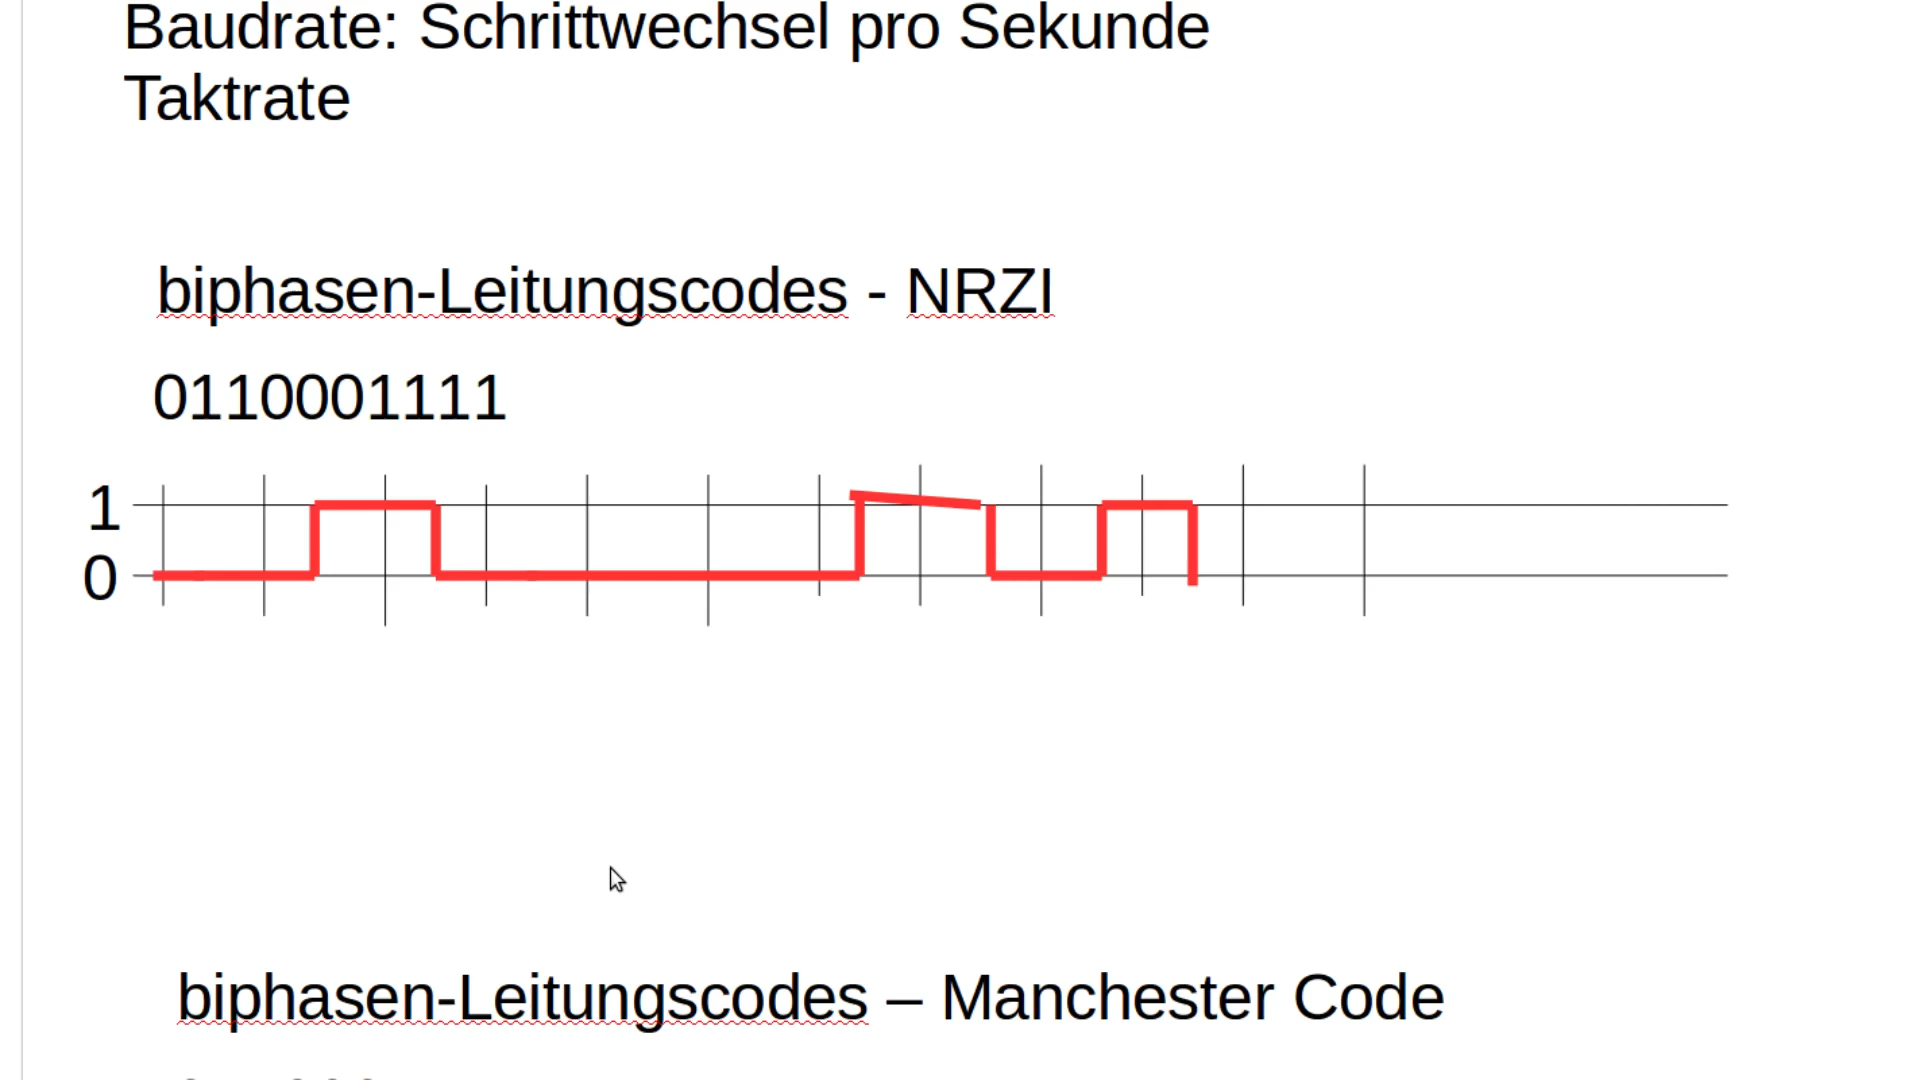 Baudrate: Schrittwechsel pro Sekunde
Taktrate
biphasen-Leitungscodes - NRZI
0110001111
1
0
biphasen-Leitungscodes – Manchester Code